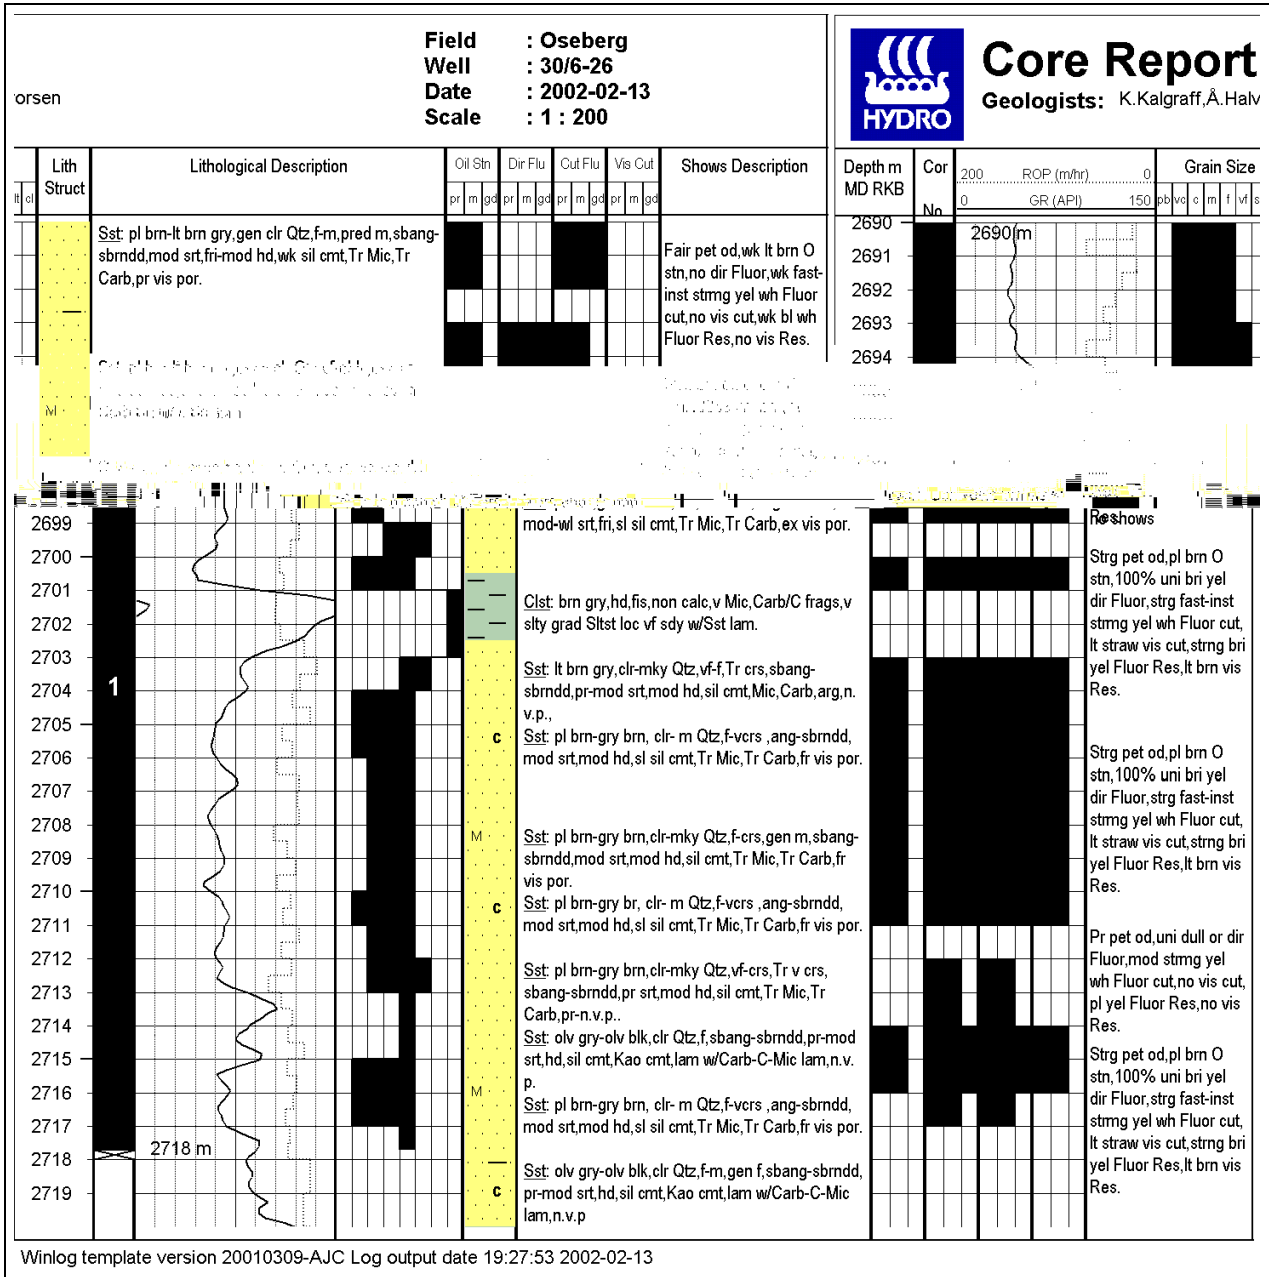 Field : Oseberg
Well : 30/6-26
Date : 2002-02-13
Scale : 1 : 200
orsen
HYDRO
Core Report
Geologists: K.Kalgraff,Å.Halv
lt cl
Lith Struct
Lithological Description
Oil Stn Dir Flu Cut Flu Vis Cut
pr m gd pr m gd pr m gd pr m gd
Shows Description
Depth m MD RKB
Cor No
200 ROP (m/hr) 0
0 GR (API) 150
Grain Size
pb vc c m f vf s
Sst: pl brn-lt brn gry,gen clr Qtz,f-m,pred m,sbang-
sbrndd,mod srt,fri-mod hd,wk sil cmt,Tr Mic,Tr
Carb,pr vis por.
Fair pet od,wk lt brn O
stn,no dir Fluor,wk fast-
inst strmg yel wh Fluor
cut,no vis cut,wk bl wh
Fluor Res,no vis Res.
2690
2691
2692
2693
2694
2690 m
M
2699
2700
2701
2702
2703
2704
2705
2706
2707
2708
2709
2710
2711
2712
2713
2714
2715
2716
2717
2718
2719
1
2718 m
C
M
C
M
C
mod-wl srt,fri,sl sil cmt,Tr Mic,Tr Carb,ex vis por.
Clst: brn gry,hd,fis,non calc,v Mic,Carb/C frags,v
slty grad Sltst loc vf sdy w/Sst lam.
Sst: lt brn gry,clr-mky Qtz,vf-f,Tr crs,sbang-
sbrndd,pr-mod srt,mod hd,sil cmt,Mic,Carb,arg,n.
v.p.,
Sst: pl brn-gry brn, clr- m Qtz,f-vcrs ,ang-sbrndd,
mod srt,mod hd,sl sil cmt,Tr Mic,Tr Carb,fr vis por.
Sst: pl brn-gry brn,clr-mky Qtz,f-crs,gen m,sbang-
sbrndd,mod srt,mod hd,sil cmt,Tr Mic,Tr Carb,fr
vis por.
Sst: pl brn-gry br, clr- m Qtz,f-vcrs ,ang-sbrndd,
mod srt,mod hd,sl sil cmt,Tr Mic,Tr Carb,fr vis por.
Sst: pl brn-gry brn,clr-mky Qtz,vf-crs,Tr v crs,
sbang-sbrndd,pr srt,mod hd,sil cmt,Tr Mic,Tr
Carb,pr-n.v.p..
Sst: olv gry-olv blk,clr Qtz,f,sbang-sbrndd,pr-mod
srt,hd,sil cmt,Kao cmt,lam w/Carb-C-Mic lam,n.v.
p.
Sst: pl brn-gry brn, clr- m Qtz,f-vcrs ,ang-sbrndd,
mod srt,mod hd,sl sil cmt,Tr Mic,Tr Carb,fr vis por.
Sst: olv gry-olv blk,clr Qtz,f-m,gen f,sbang-sbrndd,
pr-mod srt,hd,sil cmt,Kao cmt,lam w/Carb-C-Mic
lam,n.v.p
shows
Strg pet od,pl brn O
stn,100% uni bri yel
dir Fluor,strg fast-inst
strmg yel wh Fluor cut,
lt straw vis cut,strng bri
yel Fluor Res,lt brn vis
Res.
Strg pet od,pl brn O
stn,100% uni bri yel
dir Fluor,strg fast-inst
strmg yel wh Fluor cut,
lt straw vis cut,strng bri
yel Fluor Res,lt brn vis
Res.
Pr pet od,uni dull or dir
Fluor,mod strmg yel
wh Fluor cut,no vis cut,
pl yel Fluor Res,no vis
Res.
Strg pet od,pl brn O
stn,100% uni bri yel
dir Fluor,strg fast-inst
strmg yel wh Fluor cut,
lt straw vis cut,strng bri
yel Fluor Res,lt brn vis
Res.
Winlog template version 20010309-AJC Log output date 19:27:53 2002-02-13